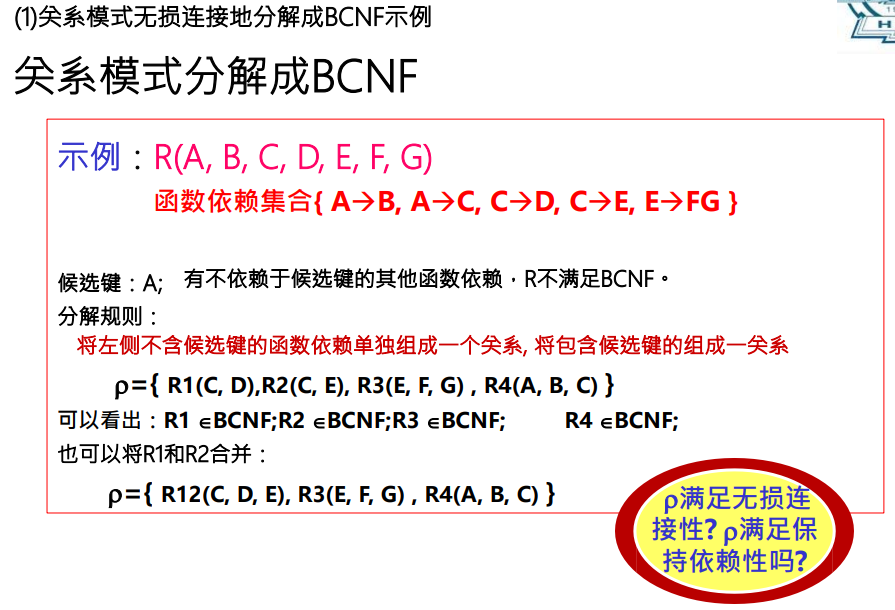 (1)关系模式无损连接地分解成BCNF示例
关系模式分解成BCNF
示例：R(A, B, C, D, E, F, G)
函数依赖集合{ A→B, A→C, C→D, C→E, E→FG }
候选键：A; 有不依赖于候选键的其他函数依赖，R不满足BCNF。
分解规则：
将左侧不含候选键的函数依赖单独组成一个关系, 将包含候选键的组成一关系
ρ={ R1(C, D),R2(C, E), R3(E, F, G) , R4(A, B, C) }
可以看出：R1 ∈BCNF;R2 ∈BCNF;R3 ∈BCNF; R4 ∈BCNF;
也可以将R1和R2合并：
ρ={ R12(C, D, E), R3(E, F, G) , R4(A, B, C) }
ρ满足无损连
接性? ρ满足保
持依赖性吗?